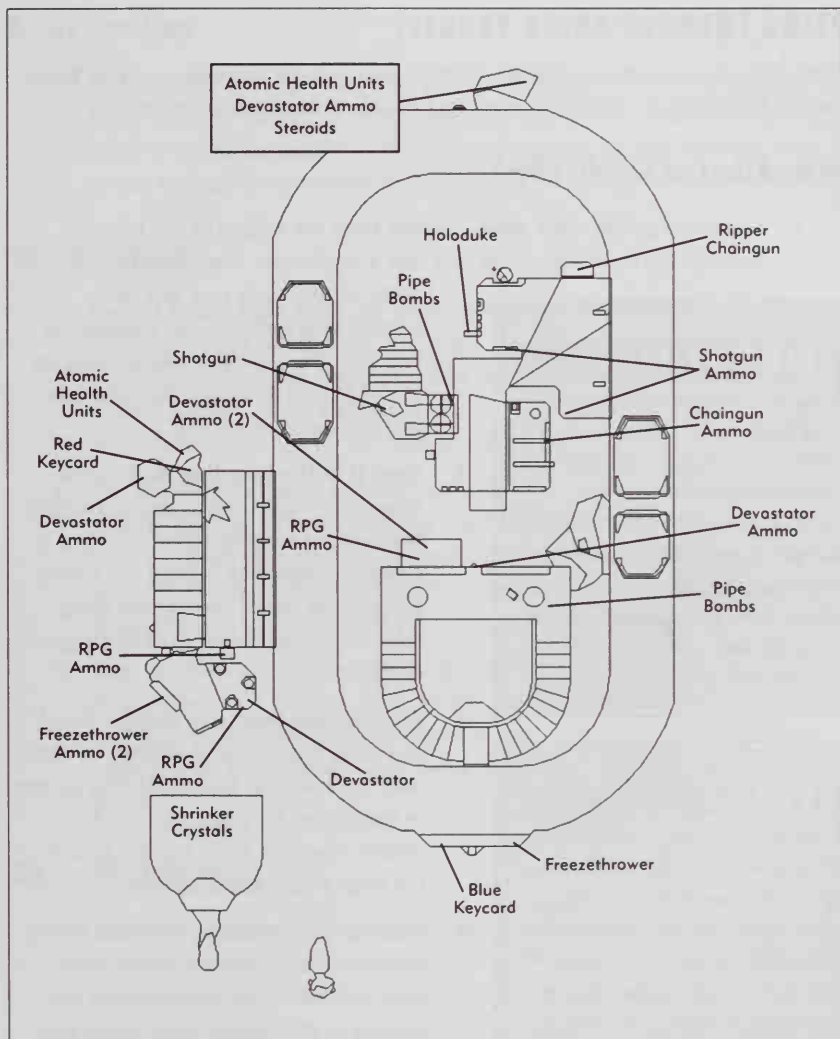 Atomic Health Units
Devastator Ammo
Steroids
Holoduke
Ripper
Chaingun
Pipe
Bombs
Shotgun
Shotgun
Ammo
Devastator
Ammo (2)
Atomic
Health
Units
Chaingun
Ammo
Red
Keycard
Devastator
Ammo
RPG
Ammo
Devastator
Ammo
Pipe
Bombs
RPG
Ammo
Freezethrower
Ammo (2)
RPG
Ammo
Devastator
Shrinker
Crystals
Freezethrower
Blue
Keycard